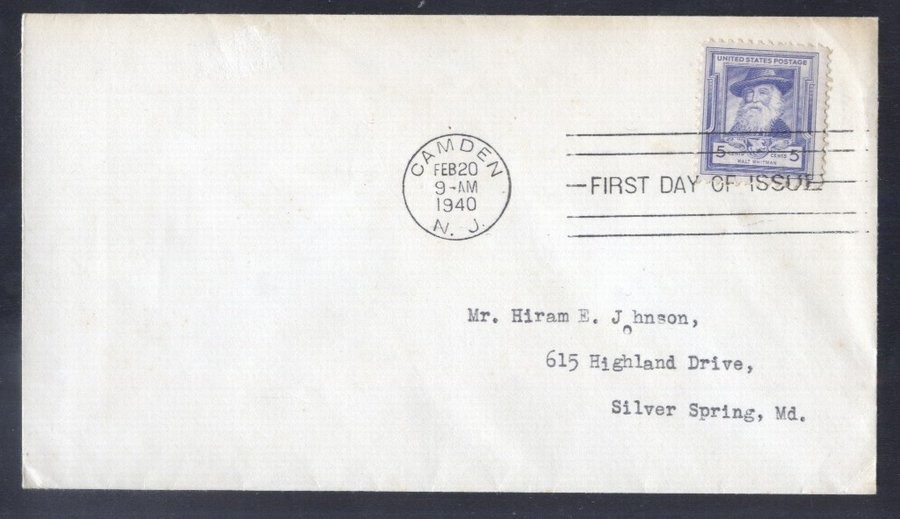 UNITED STATES POSTAGE
5 CENTS CENTS 5
WALT WHITMAN
CAMDEN
FEB 20
9-AM
1940
N. J.
FIRST DAY OF ISSUE
Mr. Hiram E. Johnson,
615 Highland Drive,
Silver Spring, Md.